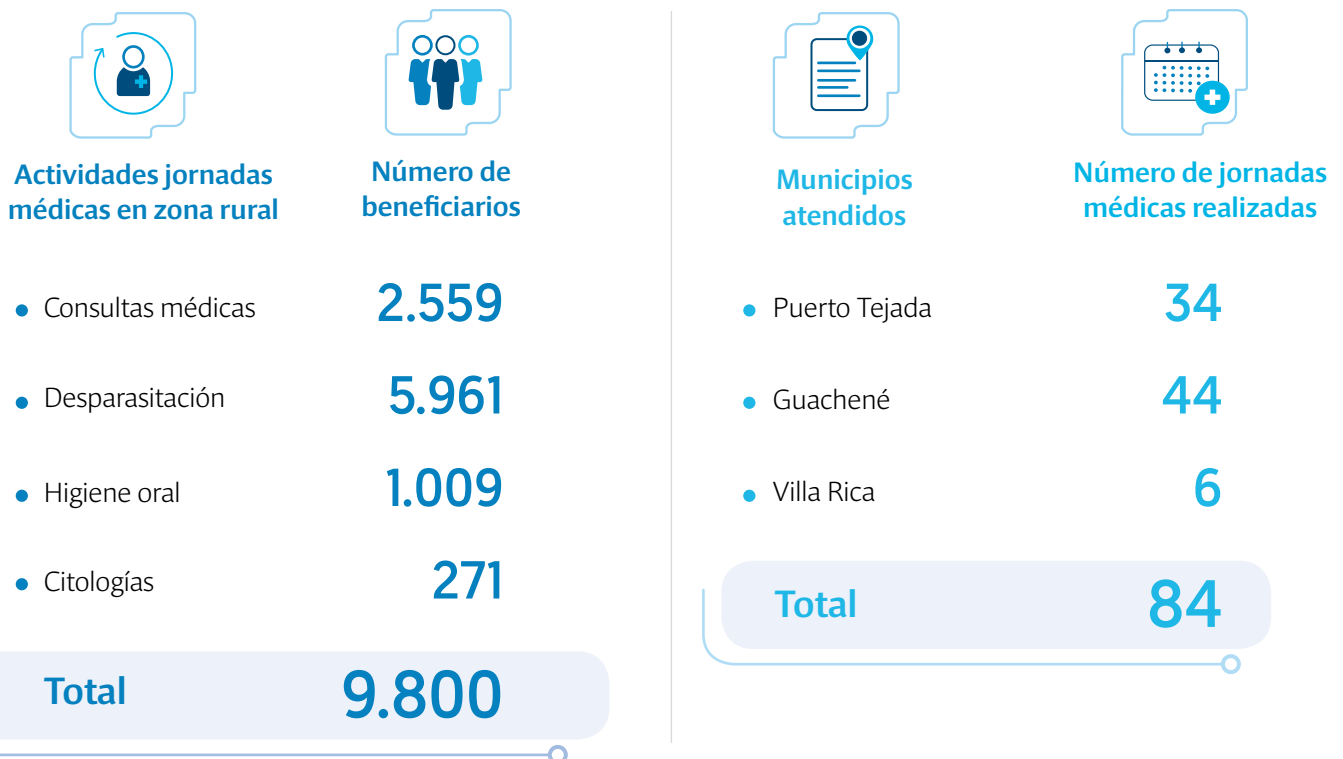 Actividades jornadas
médicas en zona rural
Número de
beneficiarios
Consultas médicas 2.559
Desparasitación 5.961
Higiene oral 1.009
Citologías 271
Total 9.800
Municipios
atendidos
Número de jornadas
médicas realizadas
Puerto Tejada 34
Guachené 44
Villa Rica 6
Total 84